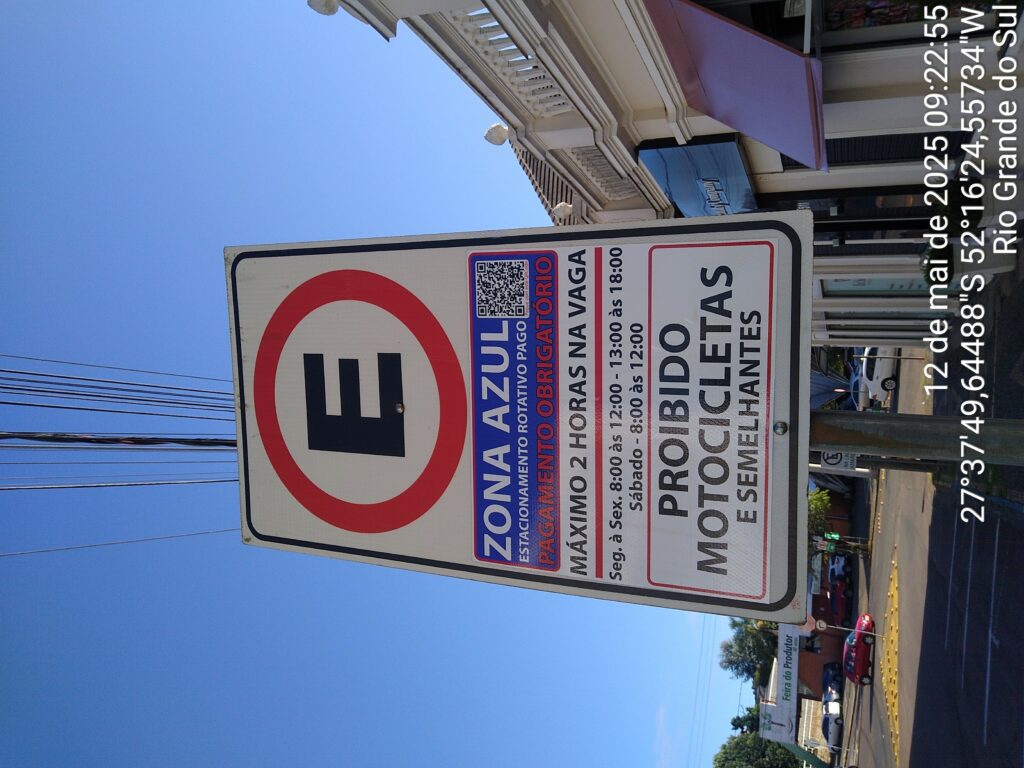 E
ZONA AZUL
ESTACIONAMENTO ROTATIVO PAGO
PAGAMENTO OBRIGATÓRIO
MÁXIMO 2 HORAS NA VAGA
Seg. à Sex. 8:00 às 12:00 - 13:00 às 18:00
Sábado - 8:00 às 12:00
PROIBIDO
MOTOCICLETAS
E SEMELHANTES
Feira do Produtor
12 de mai de 2025 09:22:55
27°37'49,64488"S 52°16'24,55734"W
Rio Grande do Sul